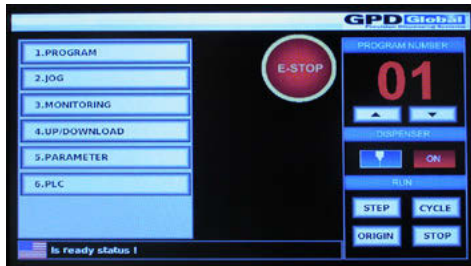 GPD Global
1.PROGRAM
2.JOG
3.MONITORING
4.UP/DOWNLOAD
5.PARAMETER
6.PLC
Is ready status !
E-STOP
PROGRAM NUMBER
01
DISPENSER
ON
RUN
STEP CYCLE
ORIGIN STOP